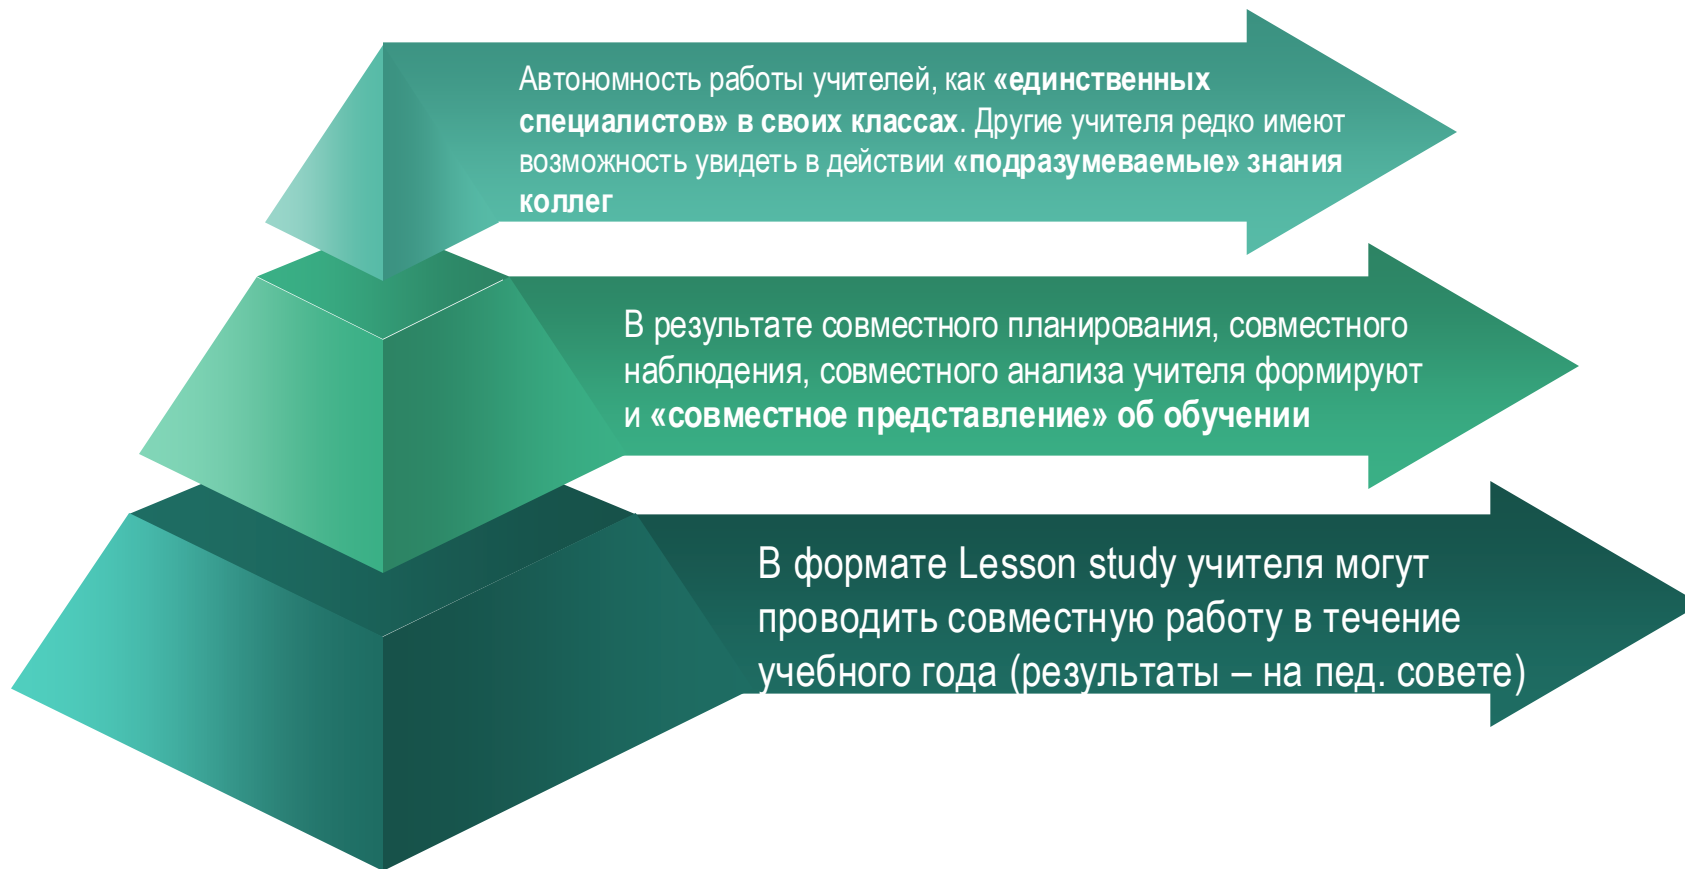 Автономность работы учителей, как «единственных
специалистов» в своих классах. Другие учителя редко имеют
возможность увидеть в действии «подразумеваемые» знания
коллег
В результате совместного планирования, совместного
наблюдения, совместного анализа учителя формируют
и «совместное представление» об обучении
В формате Lesson study учителя могут
проводить совместную работу в течение
учебного года (результаты – на пед. совете)